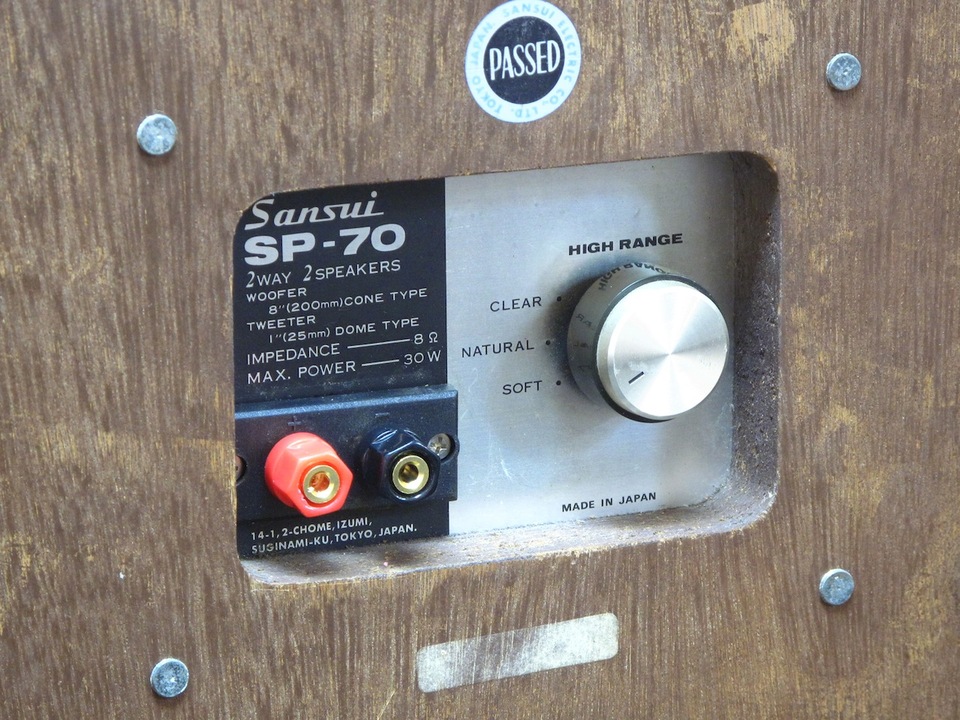 TOKYO JAPAN. SANSUI ELECTRIC CO., LTD.
PASSED
Sansui
SP-70
2WAY 2SPEAKERS
WOOFER
8"(200mm)CONE TYPE
TWEETER
1"(25mm)DOME TYPE
IMPEDANCE 8 Ω
MAX. POWER 30W
+ −
14-1,2-CHOME,IZUMI,
SUGINAMI-KU,TOKYO,JAPAN.
HIGH RANGE
CLEAR
NATURAL
SOFT
MADE IN JAPAN